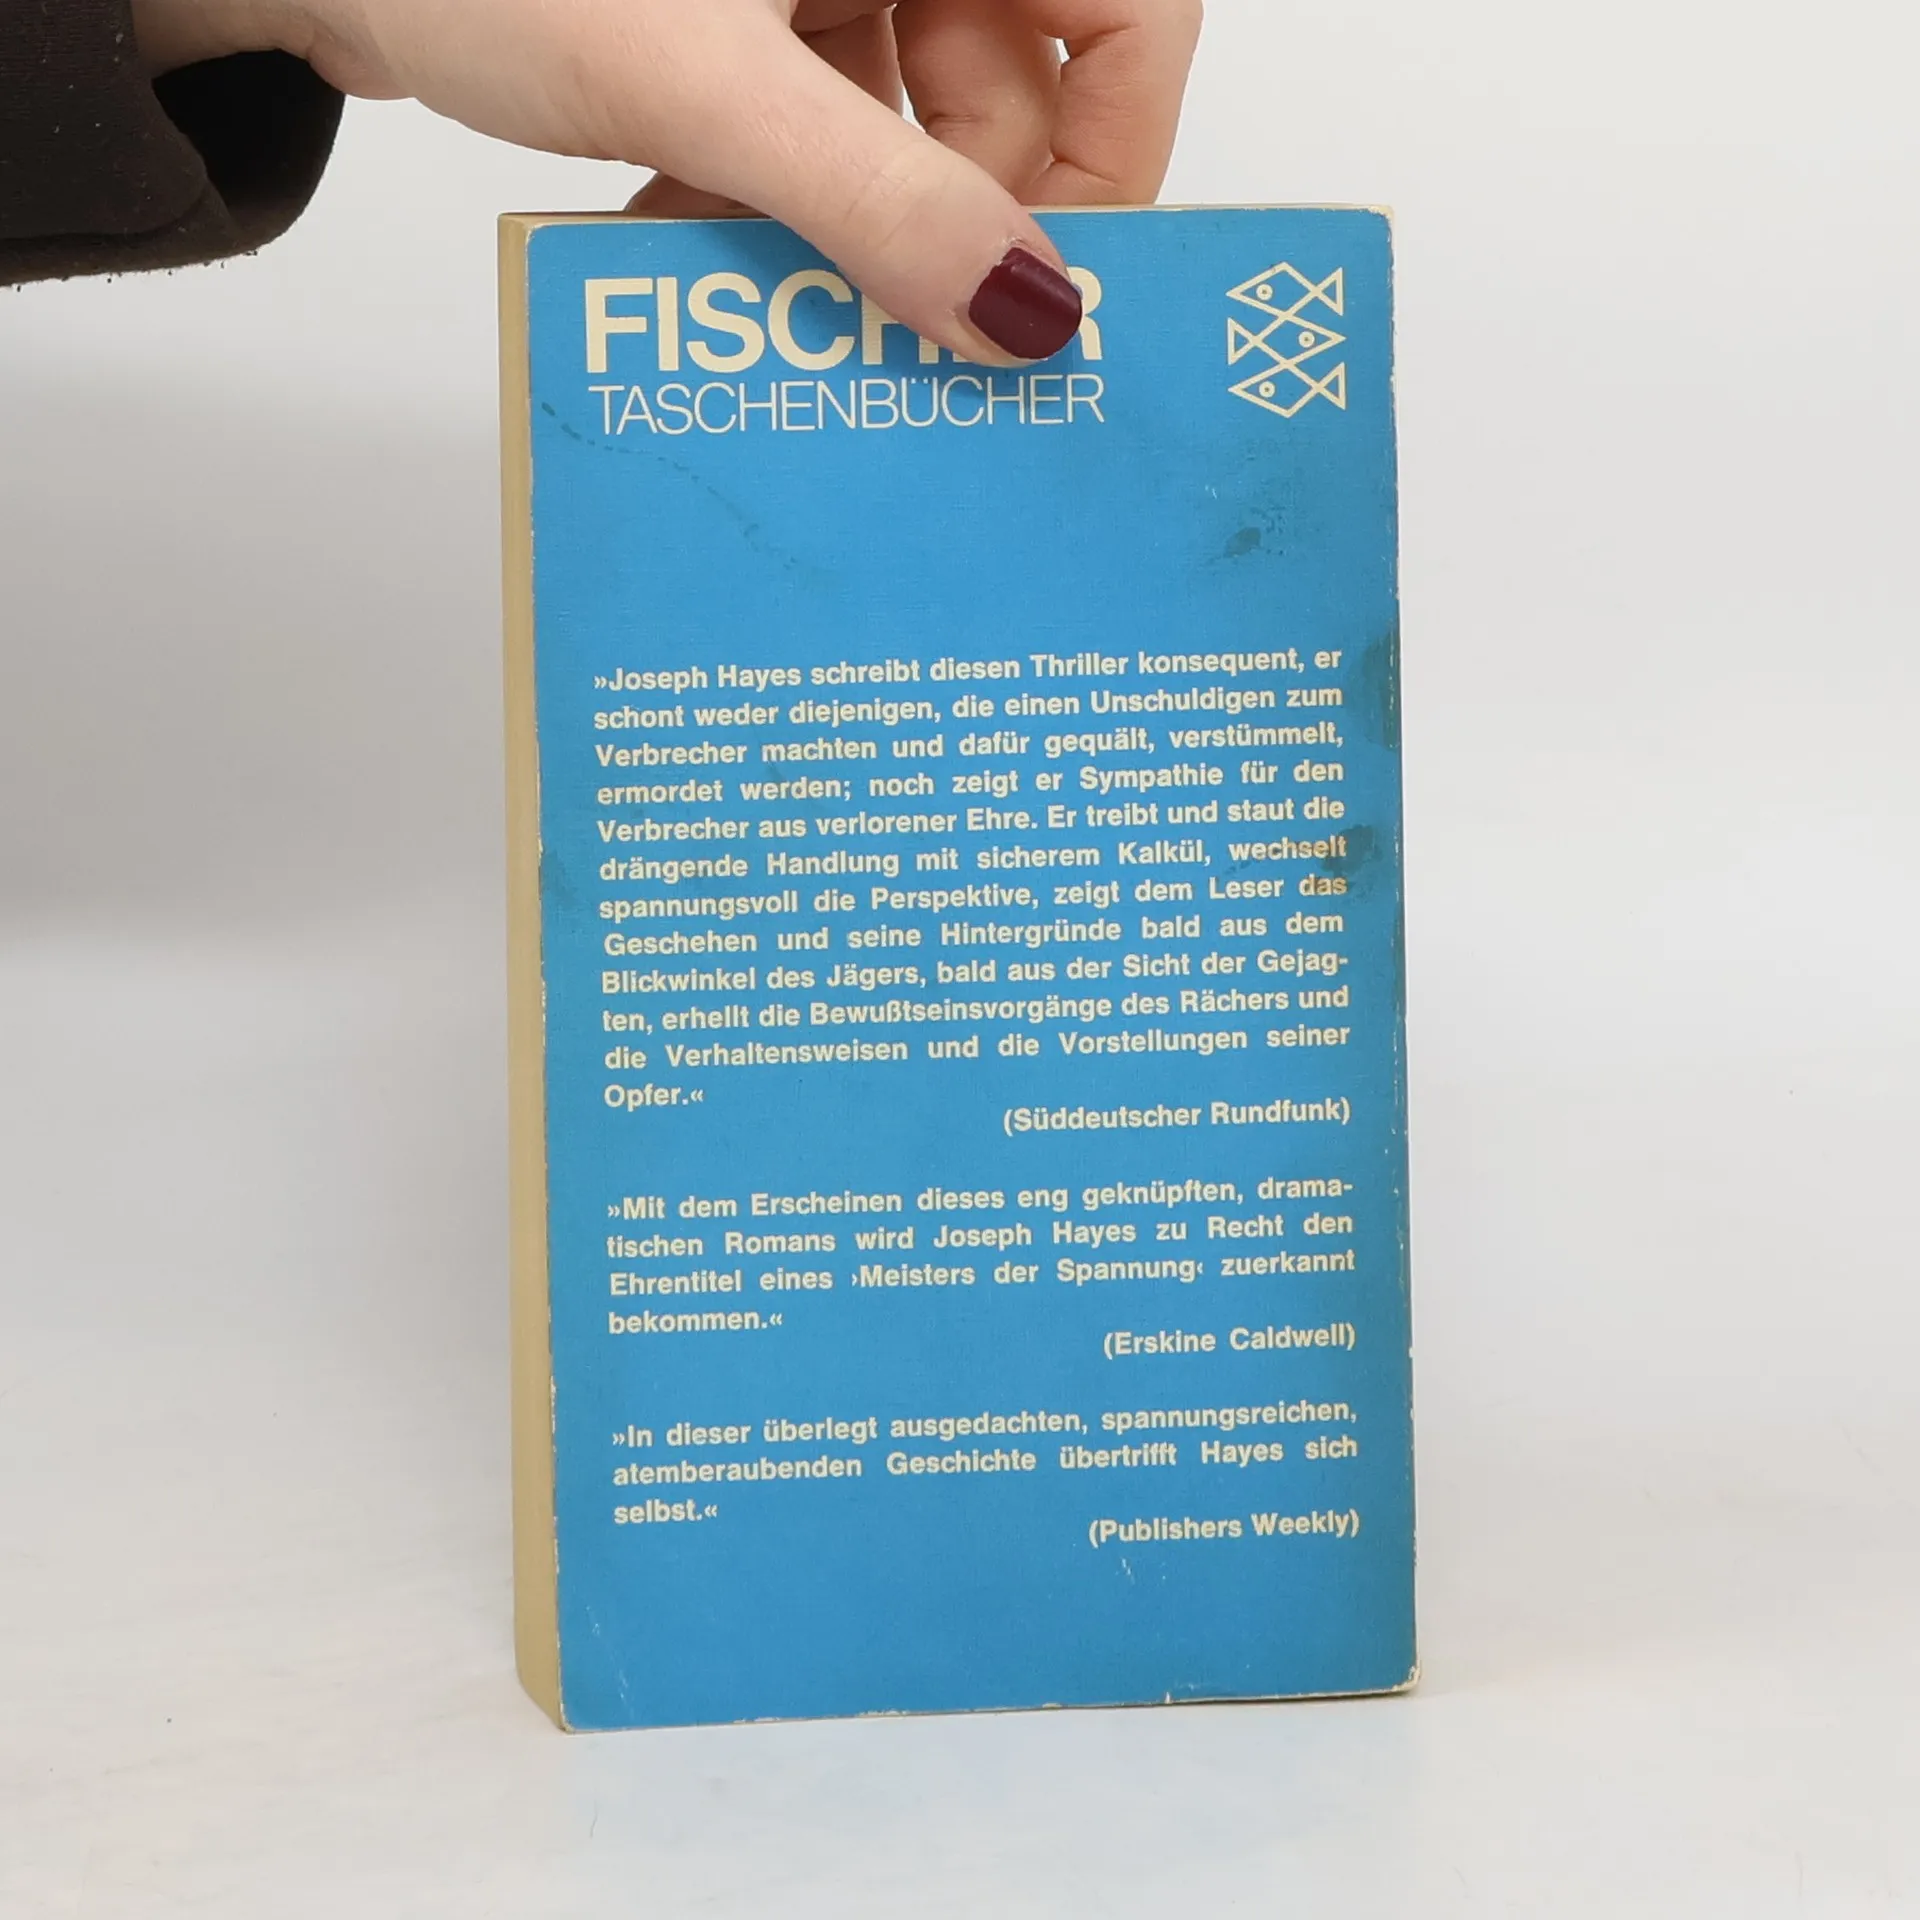 FISCHER
TASCHENBÜCHER
»Joseph Hayes schreibt diesen Thriller konsequent, er
schont weder diejenigen, die einen Unschuldigen zum
Verbrecher machten und dafür gequält, verstümmelt,
ermordet werden; noch zeigt er Sympathie für den
Verbrecher aus verlorener Ehre. Er treibt und staut die
drängende Handlung mit sicherem Kalkül, wechselt
spannungsvoll die Perspektive, zeigt dem Leser das
Geschehen und seine Hintergründe bald aus dem
Blickwinkel des Jägers, bald aus der Sicht der Gejag-
ten, erhellt die Bewußtseinsvorgänge des Rächers und
die Verhaltensweisen und die Vorstellungen seiner
Opfer.«
(Süddeutscher Rundfunk)
»Mit dem Erscheinen dieses eng geknüpften, drama-
tischen Romans wird Joseph Hayes zu Recht den
Ehrentitel eines ›Meisters der Spannung‹ zuerkannt
bekommen.«
(Erskine Caldwell)
»In dieser überlegt ausgedachten, spannungsreichen,
atemberaubenden Geschichte übertrifft Hayes sich
selbst.«
(Publishers Weekly)